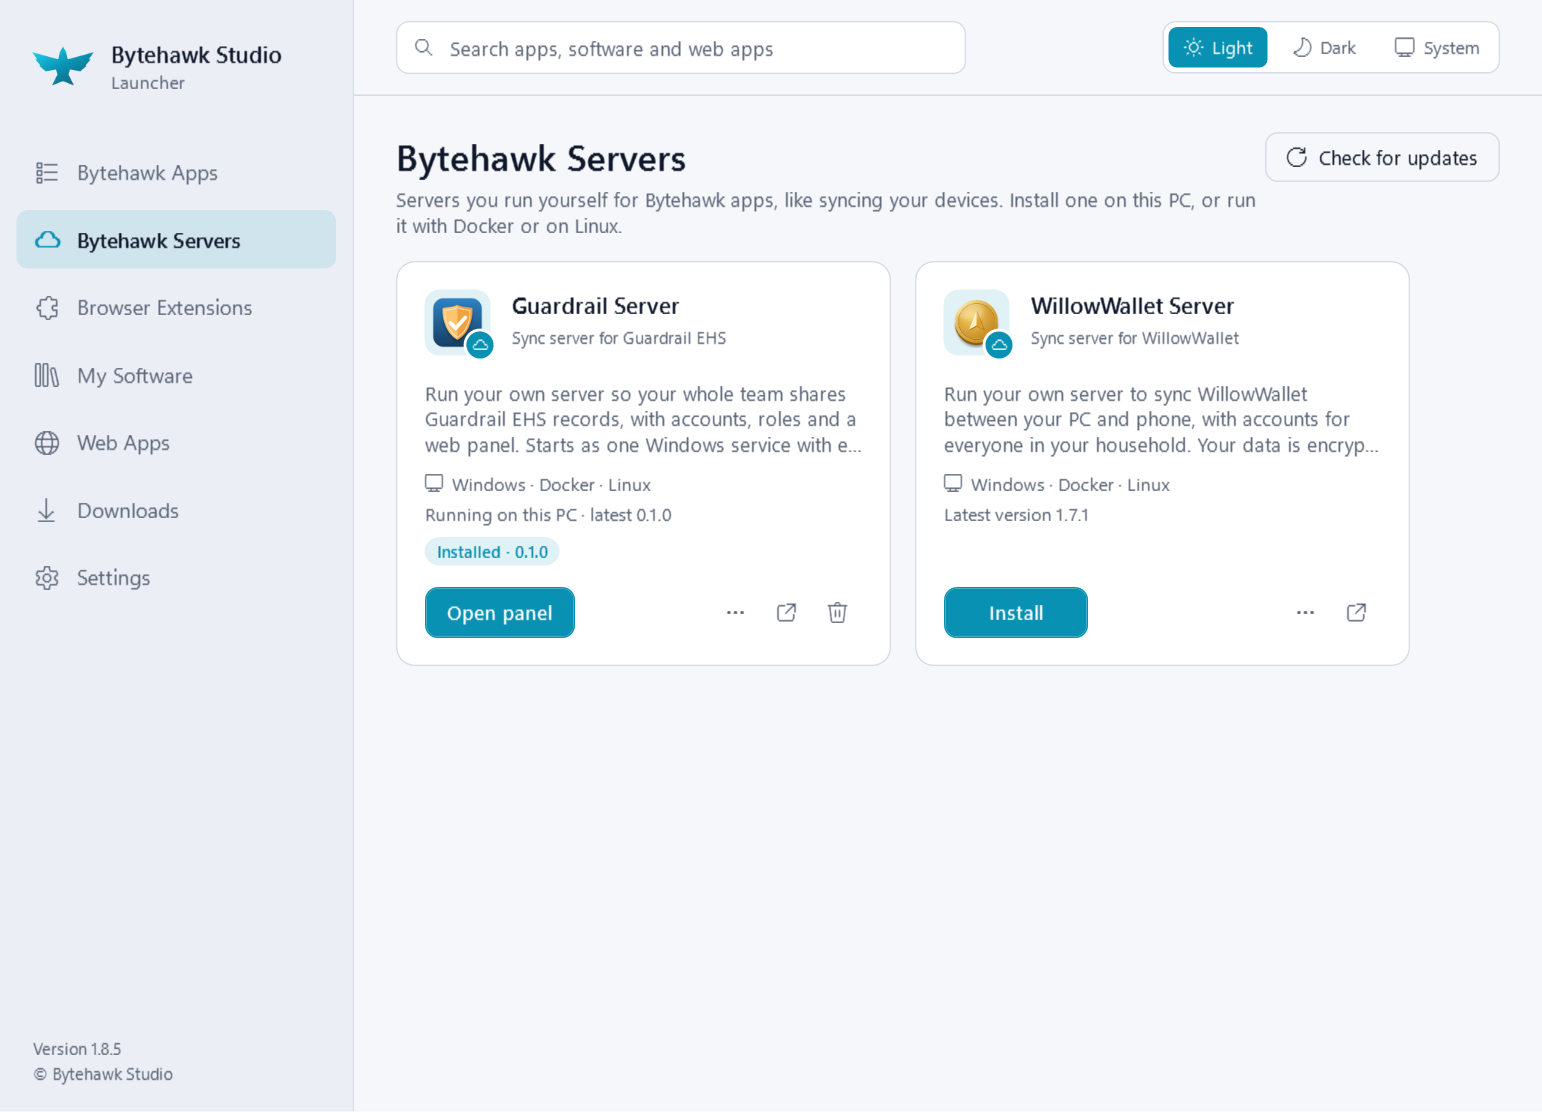 Bytehawk Studio
Launcher
Bytehawk Apps
Bytehawk Servers
Browser Extensions
My Software
Web Apps
Downloads
Settings
Version 1.8.5
© Bytehawk Studio
Search apps, software and web apps
Light
Dark
System
Bytehawk Servers
Check for updates
Servers you run yourself for Bytehawk apps, like syncing your devices. Install one on this PC, or run
it with Docker or on Linux.
Guardrail Server
Sync server for Guardrail EHS
Run your own server so your whole team shares
Guardrail EHS records, with accounts, roles and a
web panel. Starts as one Windows service with e...
Windows · Docker · Linux
Running on this PC · latest 0.1.0
Installed · 0.1.0
Open panel
WillowWallet Server
Sync server for WillowWallet
Run your own server to sync WillowWallet
between your PC and phone, with accounts for
everyone in your household. Your data is encryp...
Windows · Docker · Linux
Latest version 1.7.1
Install